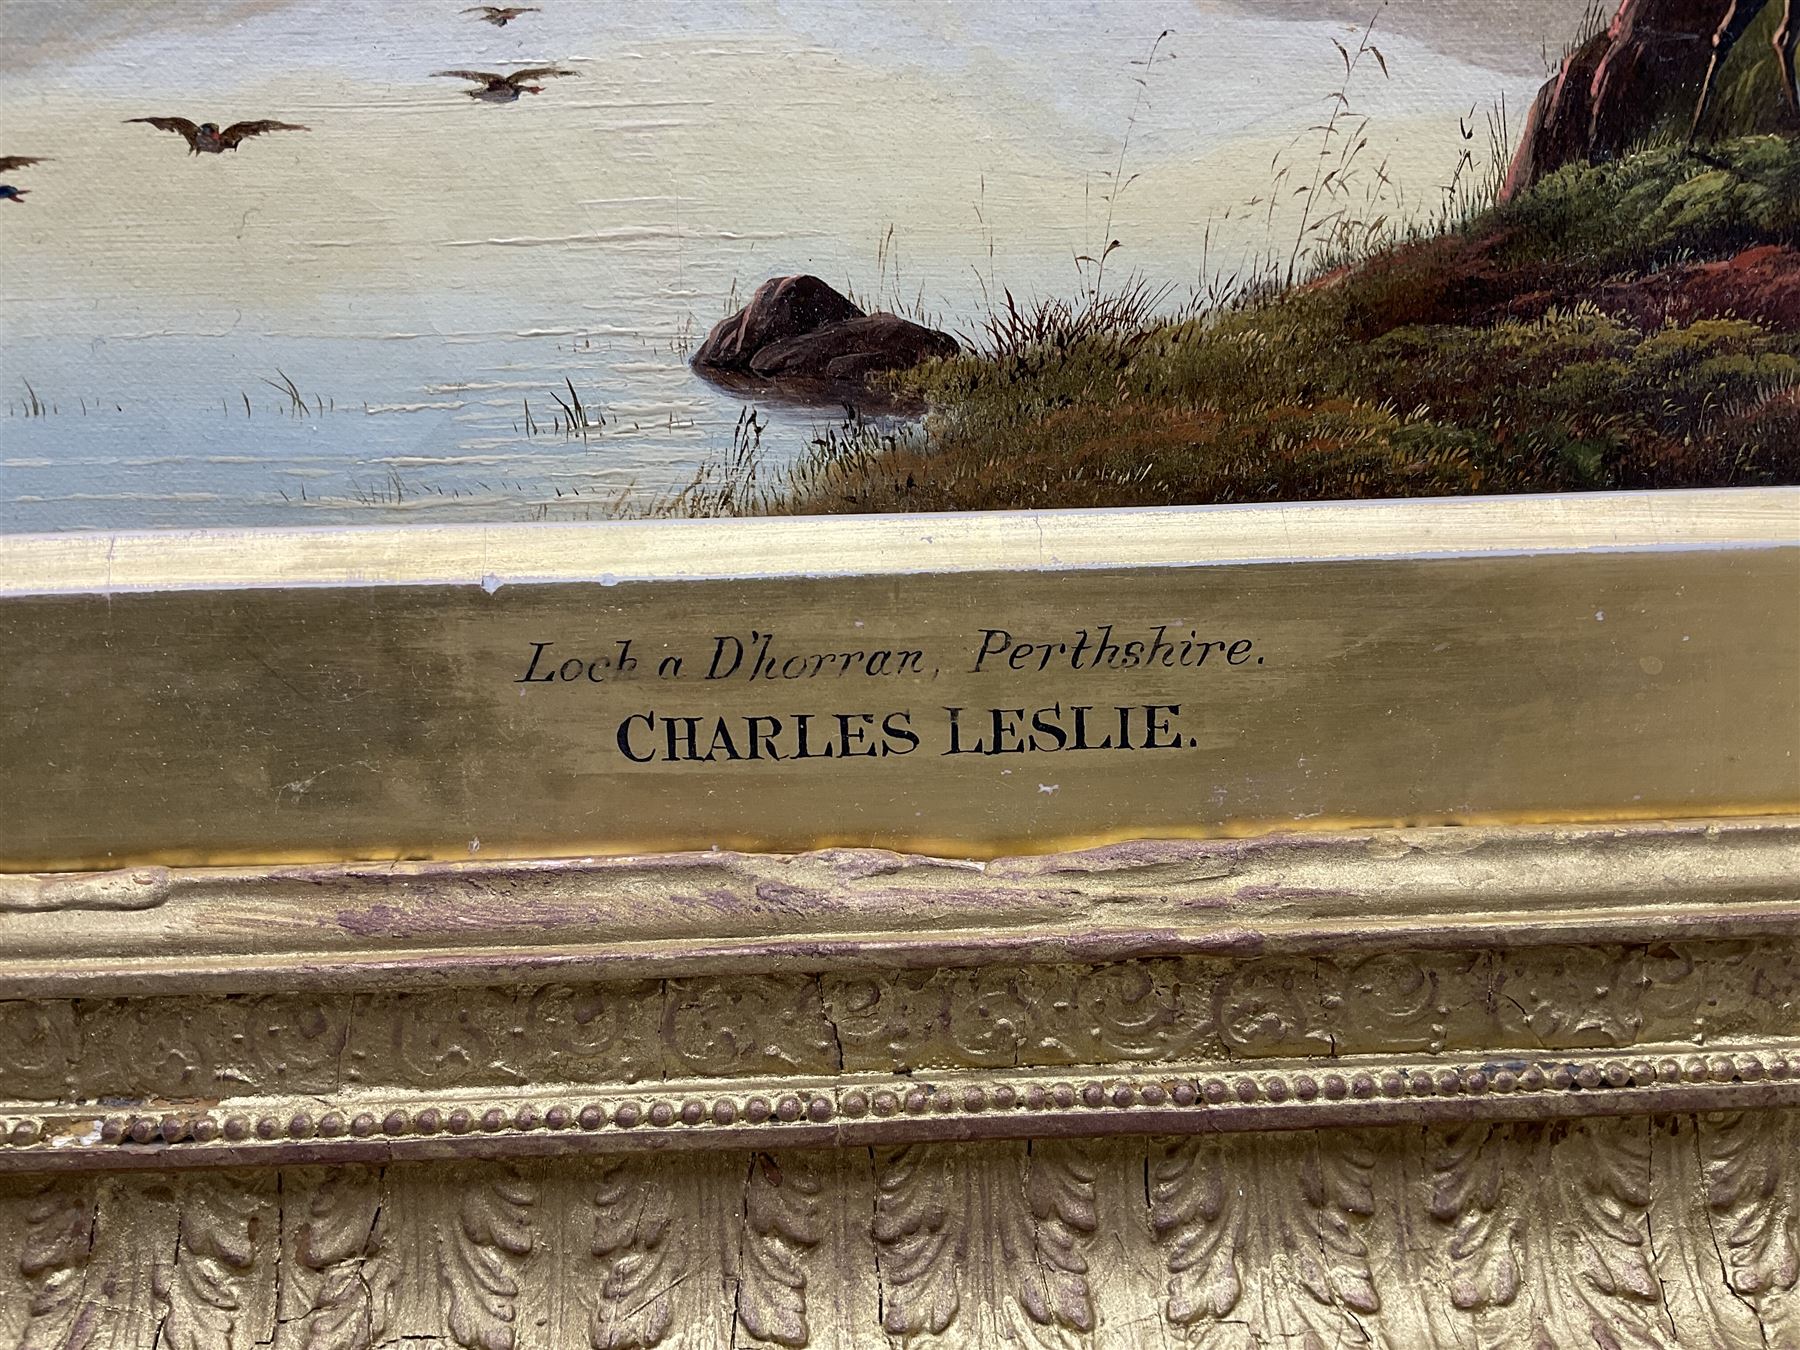 Loch a D'horran, Perthshire.
CHARLES LESLIE.